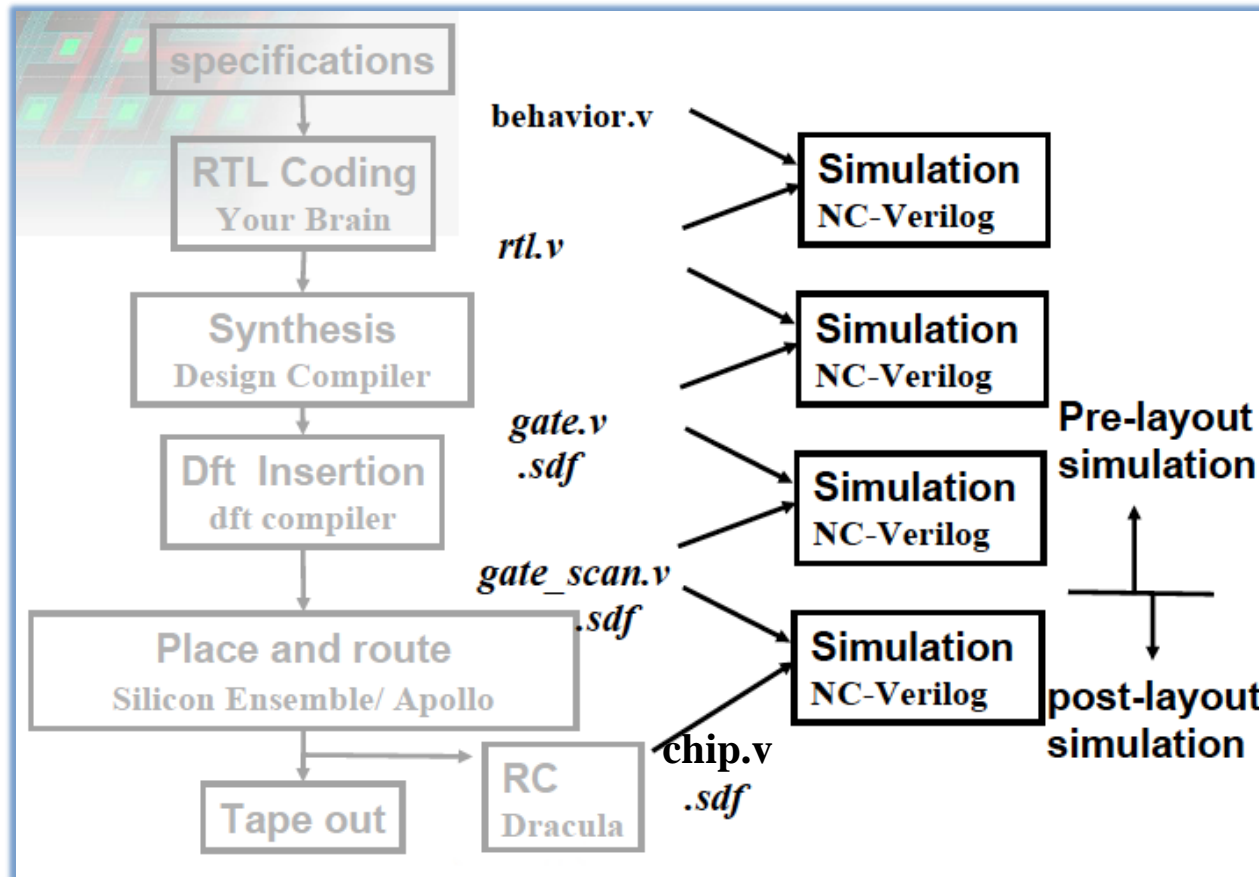 specifications
RTL Coding
Your Brain
Synthesis
Design Compiler
Dft Insertion
dft compiler
Place and route
Silicon Ensemble/ Apollo
Tape out
RC
Dracula
behavior.v
rtl.v
gate.v
.sdf
gate_scan.v
.sdf
chip.v
.sdf
Simulation
NC-Verilog
Simulation
NC-Verilog
Simulation
NC-Verilog
Simulation
NC-Verilog
Pre-layout
simulation
post-layout
simulation